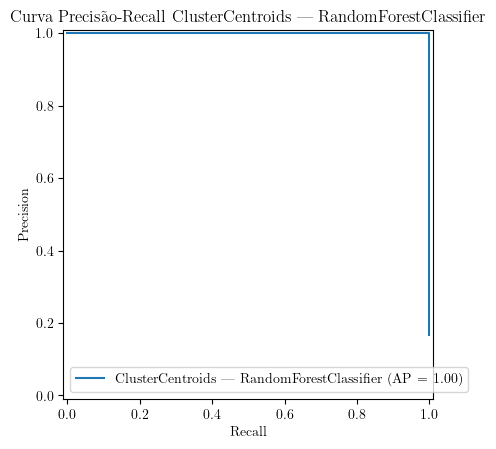 Curva Precisão-Recall ClusterCentroids — RandomForestClassifier
1.0
0.8
0.6
0.4
0.2
0.0
Precision
ClusterCentroids — RandomForestClassifier (AP = 1.00)
0.0 0.2 0.4 0.6 0.8 1.0
Recall